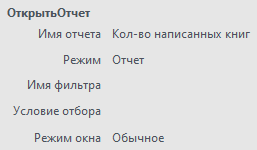 ОткрытьОтчет
Имя отчета Кол-во написанных книг
Режим Отчет
Имя фильтра
Условие отбора
Режим окна Обычное